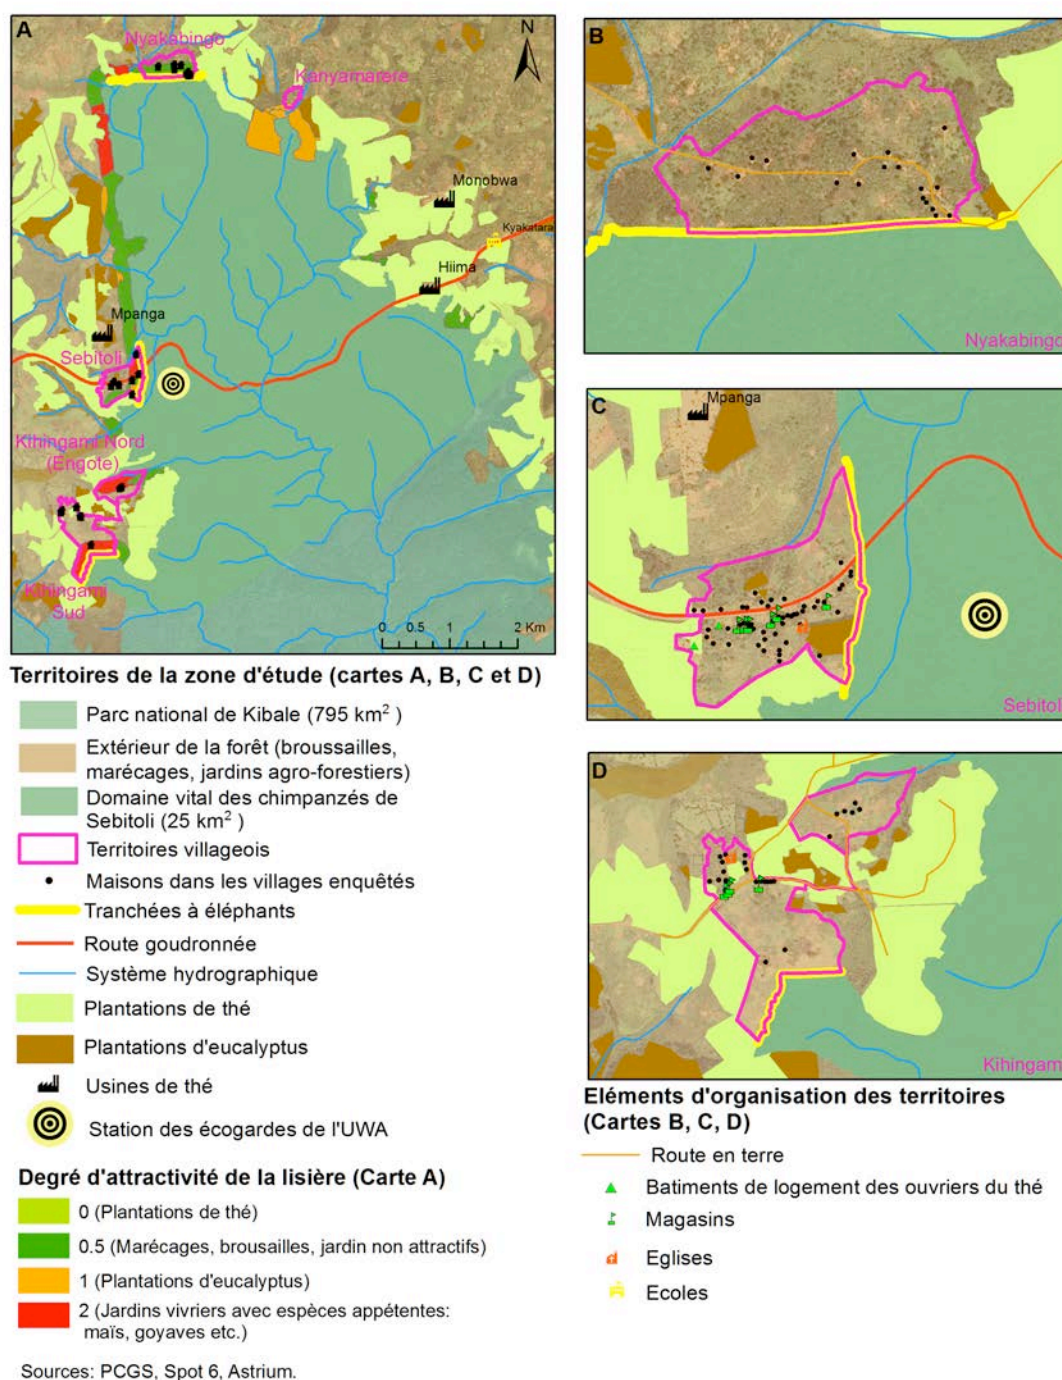 A
N
Nyakabingo
Kanyamarere
Monobwa
Kyakatara
Hiima
Mpanga
Sebitoli
Kihingami Nord
(Engote)
Kihingami
Sud
0 0.5 1 2 Km
B
Nyakabingo
C
Mpanga
Sebitoli
D
Kihingam
Territoires de la zone d'étude (cartes A, B, C et D)
Parc national de Kibale (795 km²)
Extérieur de la forêt (broussailles,
marécages, jardins agro-forestiers)
Domaine vital des chimpanzés de
Sebitoli (25 km²)
Territoires villageois
Maisons dans les villages enquêtés
Tranchées à éléphants
Route goudronnée
Système hydrographique
Plantations de thé
Plantations d'eucalyptus
Usines de thé
Station des écogardes de l'UWA
Degré d'attractivité de la lisière (Carte A)
0 (Plantations de thé)
0.5 (Marécages, brousailles, jardin non attractifs)
1 (Plantations d'eucalyptus)
2 (Jardins vivriers avec espèces appétentes:
maïs, goyaves etc.)
Sources: PCGS, Spot 6, Astrium.
Eléments d'organisation des territoires
(Cartes B, C, D)
Route en terre
Batiments de logement des ouvriers du thé
Magasins
Eglises
Ecoles